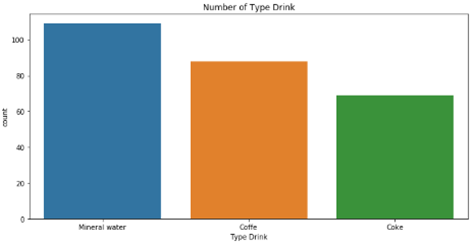 Number of Type Drink
100
80
60
40
20
0
count
Mineral water
Coffe
Coke
Type Drink